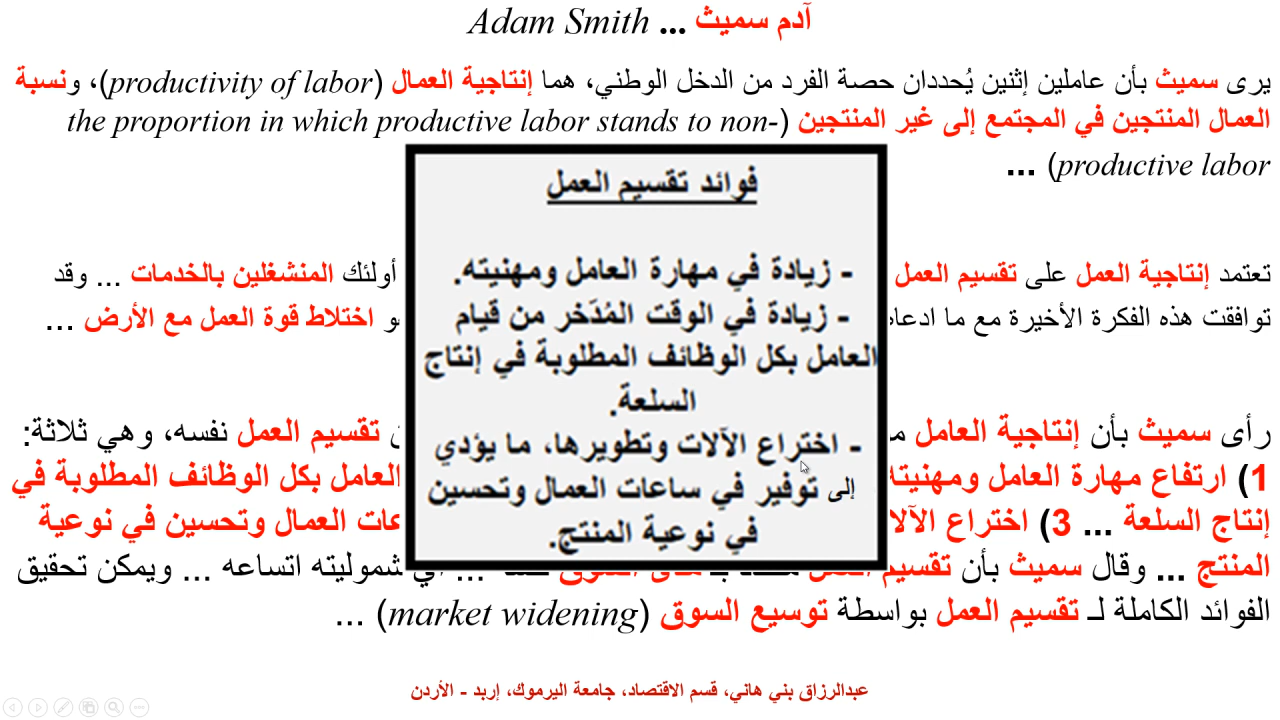 آدم سميث ... Adam Smith
يرى سميث بأن عاملين إثنين يُحددان حصة الفرد من الدخل الوطني، هما إنتاجية العمال (productivity of labor)، ونسبة
العمال المنتجين في المجتمع إلى غير المنتجين (the proportion in which productive labor stands to non-
productive labor) ...
تعتمد إنتاجية العمل على تقسيم العمل أولئك المنشغلين بالخدمات ... وقد
توافقت هذه الفكرة الأخيرة مع ما ادعاه اختلاط قوة العمل مع الأرض ...
رأى سميث بأن إنتاجية العامل تقسيم العمل نفسه، وهي ثلاثة:
1) ارتفاع مهارة العامل ومهنيته العامل بكل الوظائف المطلوبة في
إنتاج السلعة ... 3) اختراع العمال وتحسين في نوعية
المنتج ... وقال سميث بأن تقسيم شموليته اتساعه ... ويمكن تحقيق
الفوائد الكاملة لـ تقسيم العمل بواسطة توسيع السوق (market widening) ...
فوائد تقسيم العمل
- زيادة في مهارة العامل ومهنيته.
- زيادة في الوقت المُدَخر من قيام
العامل بكل الوظائف المطلوبة في إنتاج
السلعة.
- اختراع الآلات وتطويرها، ما يؤدي
إلى توفير في ساعات العمال وتحسين
في نوعية المنتج.
عبدالرزاق بني هاني، قسم الاقتصاد، جامعة اليرموك، إربد - الأردن